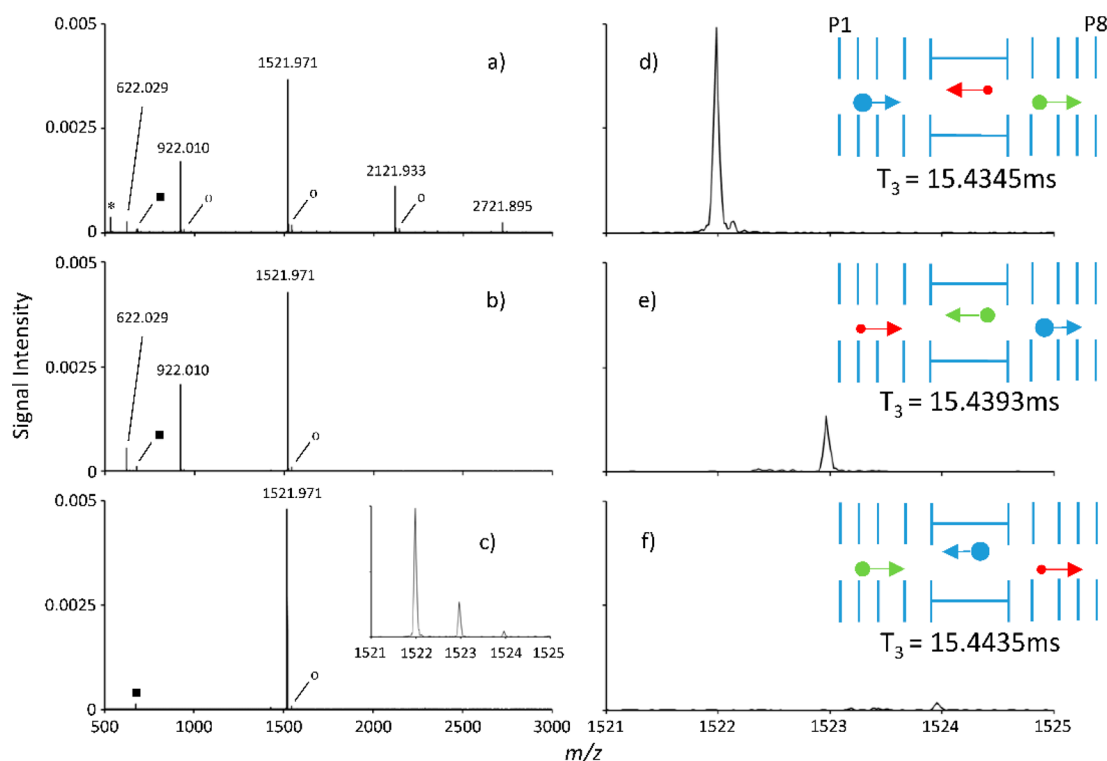 0.005
a)
1521.971
622.029
0.0025
922.010
2121.933
■
*
o
o
o
2721.895
0
0.005
b)
1521.971
622.029
0.0025
922.010
■
o
0
Signal Intensity
0.005
1521.971
c)
0.0025
1521 1522 1523 1524 1525
o
■
0
500 1000 1500 2000 2500 3000
m/z
d)
P1 P8
T3 = 15.4345ms
e)
T3 = 15.4393ms
f)
T3 = 15.4435ms
1521 1522 1523 1524 1525